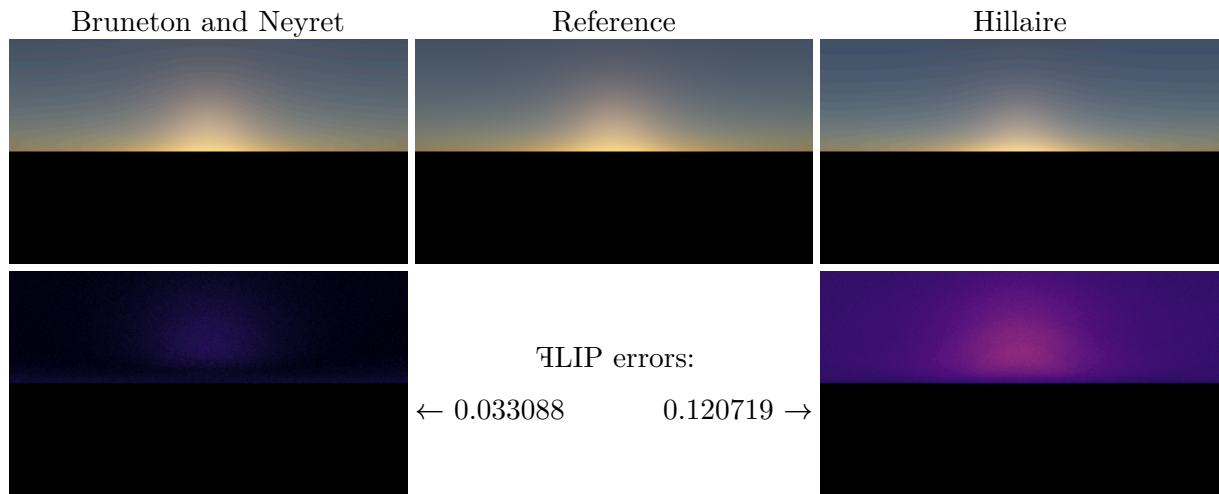 Bruneton and Neyret
Reference
Hillaire
ꟻLIP errors:
← 0.033088
0.120719 →